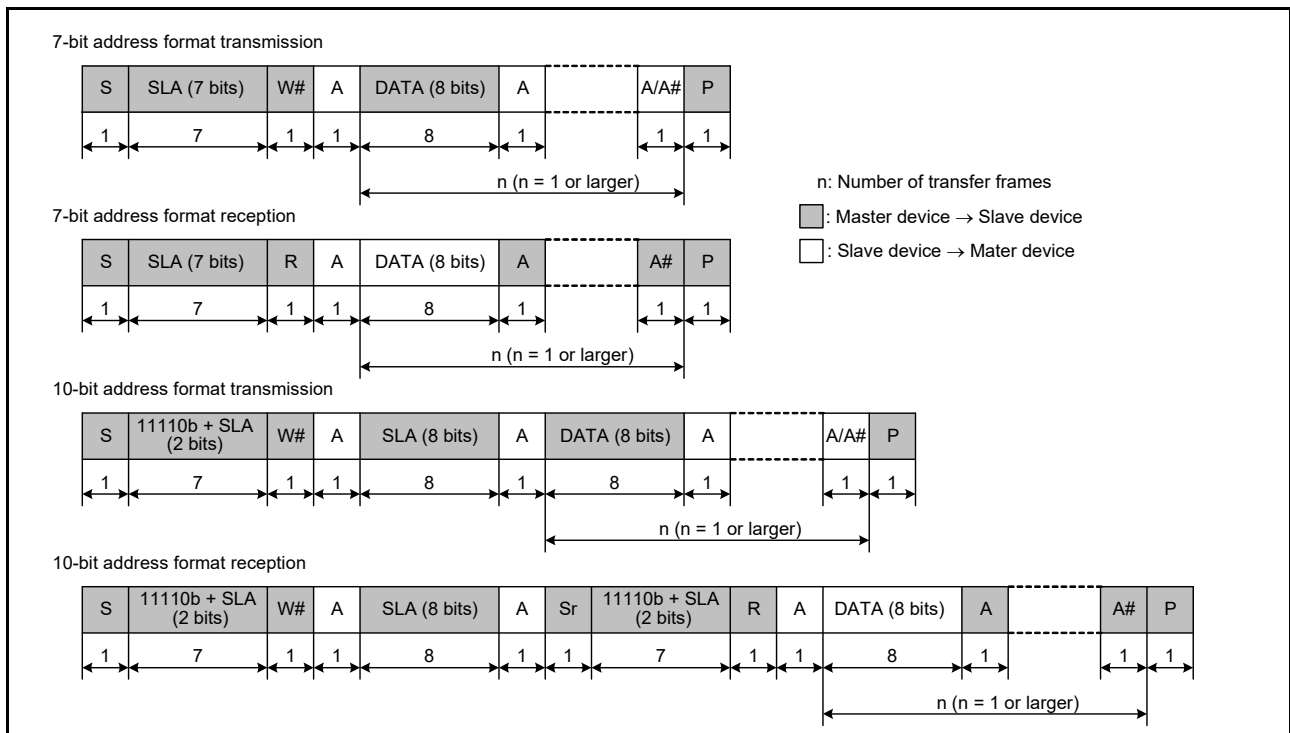 7-bit address format transmission
S SLA (7 bits) W# A DATA (8 bits) A A/A# P
1 7 1 1 8 1 1 1
n (n = 1 or larger)
n: Number of transfer frames
: Master device → Slave device
: Slave device → Mater device
7-bit address format reception
S SLA (7 bits) R A DATA (8 bits) A A# P
1 7 1 1 8 1 1 1
n (n = 1 or larger)
10-bit address format transmission
S 11110b + SLA (2 bits) W# A SLA (8 bits) A DATA (8 bits) A A/A# P
1 7 1 1 8 1 8 1 1 1
n (n = 1 or larger)
10-bit address format reception
S 11110b + SLA (2 bits) W# A SLA (8 bits) A Sr 11110b + SLA (2 bits) R A DATA (8 bits) A A# P
1 7 1 1 8 1 1 7 1 1 8 1 1 1
n (n = 1 or larger)